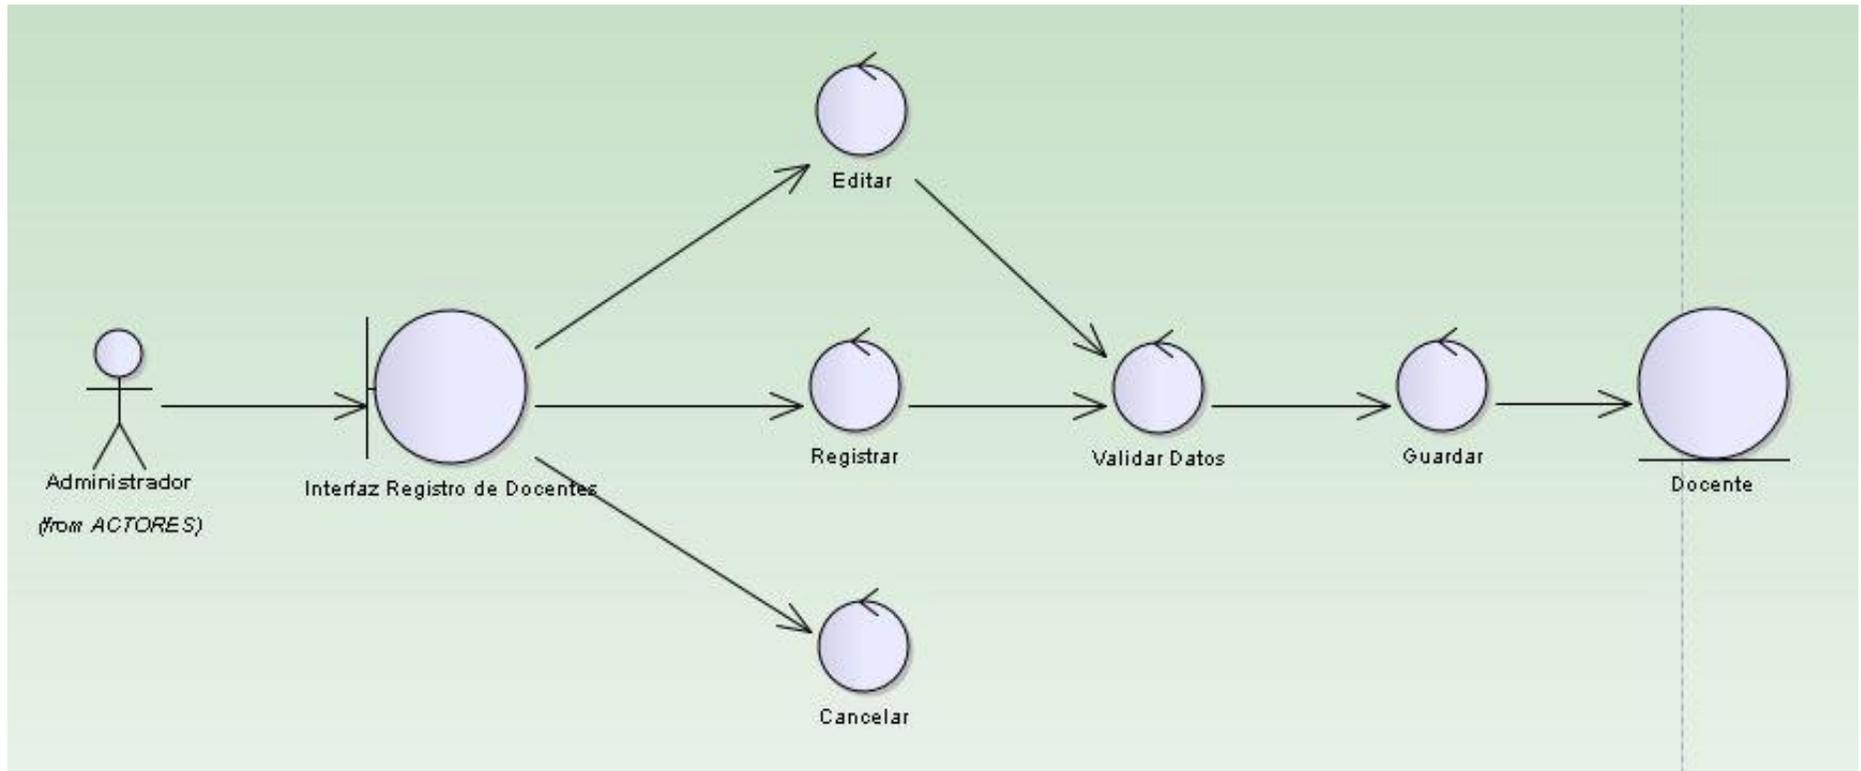 Editar
Administrador
(from ACTORES)
Interfaz Registro de Docentes
Registrar
Validar Datos
Guardar
Docente
Cancelar